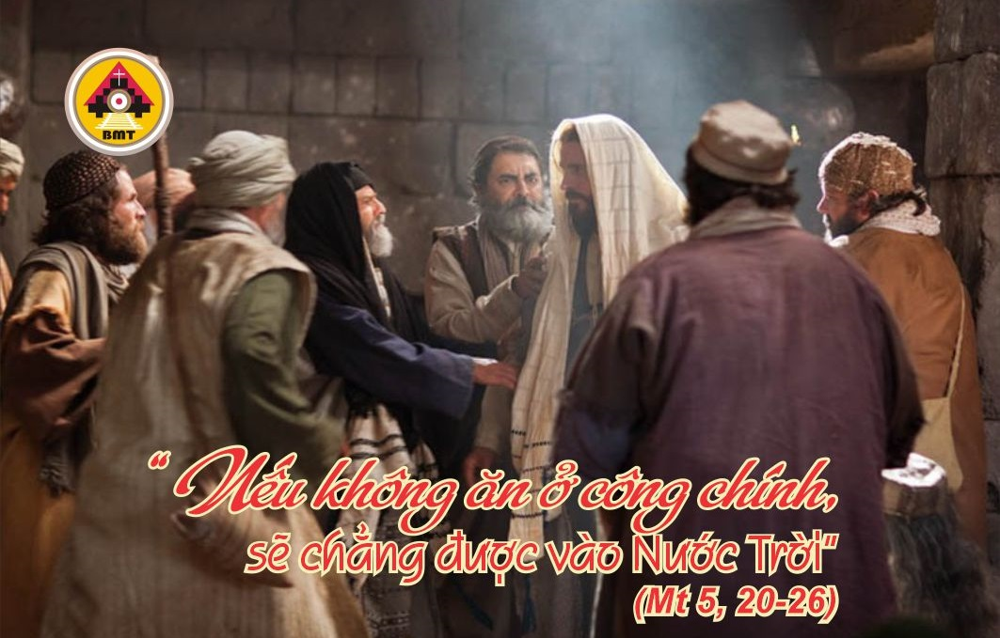 BMT
“Nếu không ăn ở công chính,
sẽ chẳng được vào Nước Trời"
(Mt 5, 20-26)